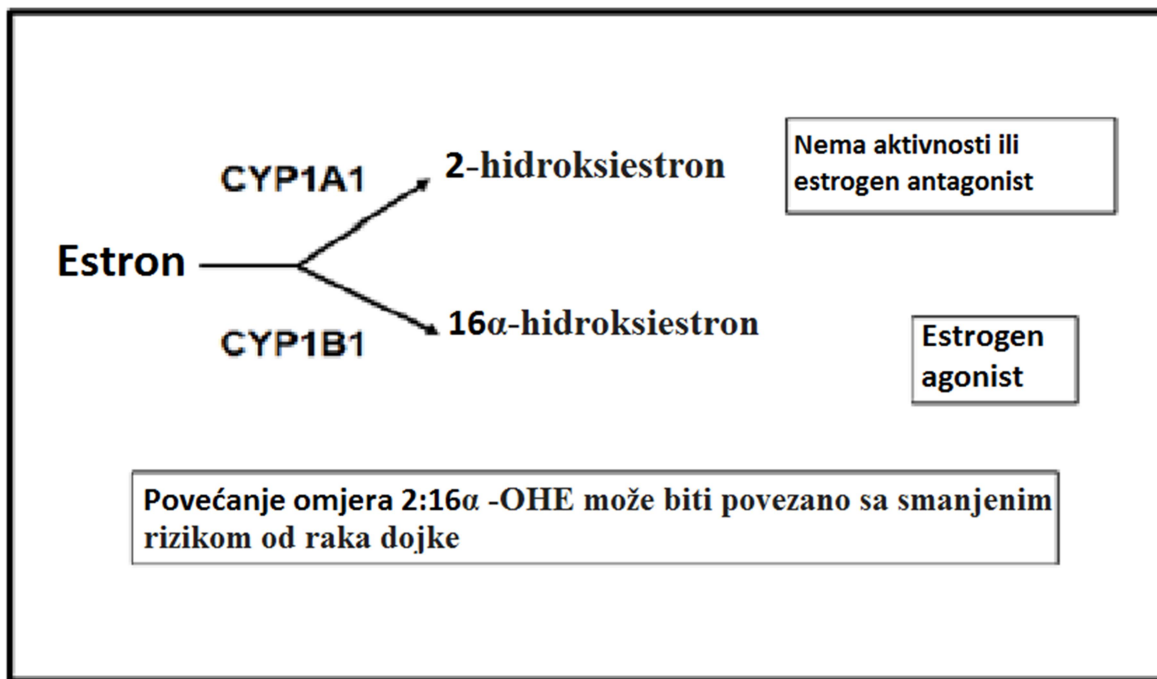 CYP1A1
2-hidroksiestron
Nema aktivnosti ili
estrogen antagonist
Estron
CYP1B1
16α-hidroksiestron
Estrogen
agonist
Povećanje omjera 2:16α -OHE može biti povezano sa smanjenim
rizikom od raka dojke